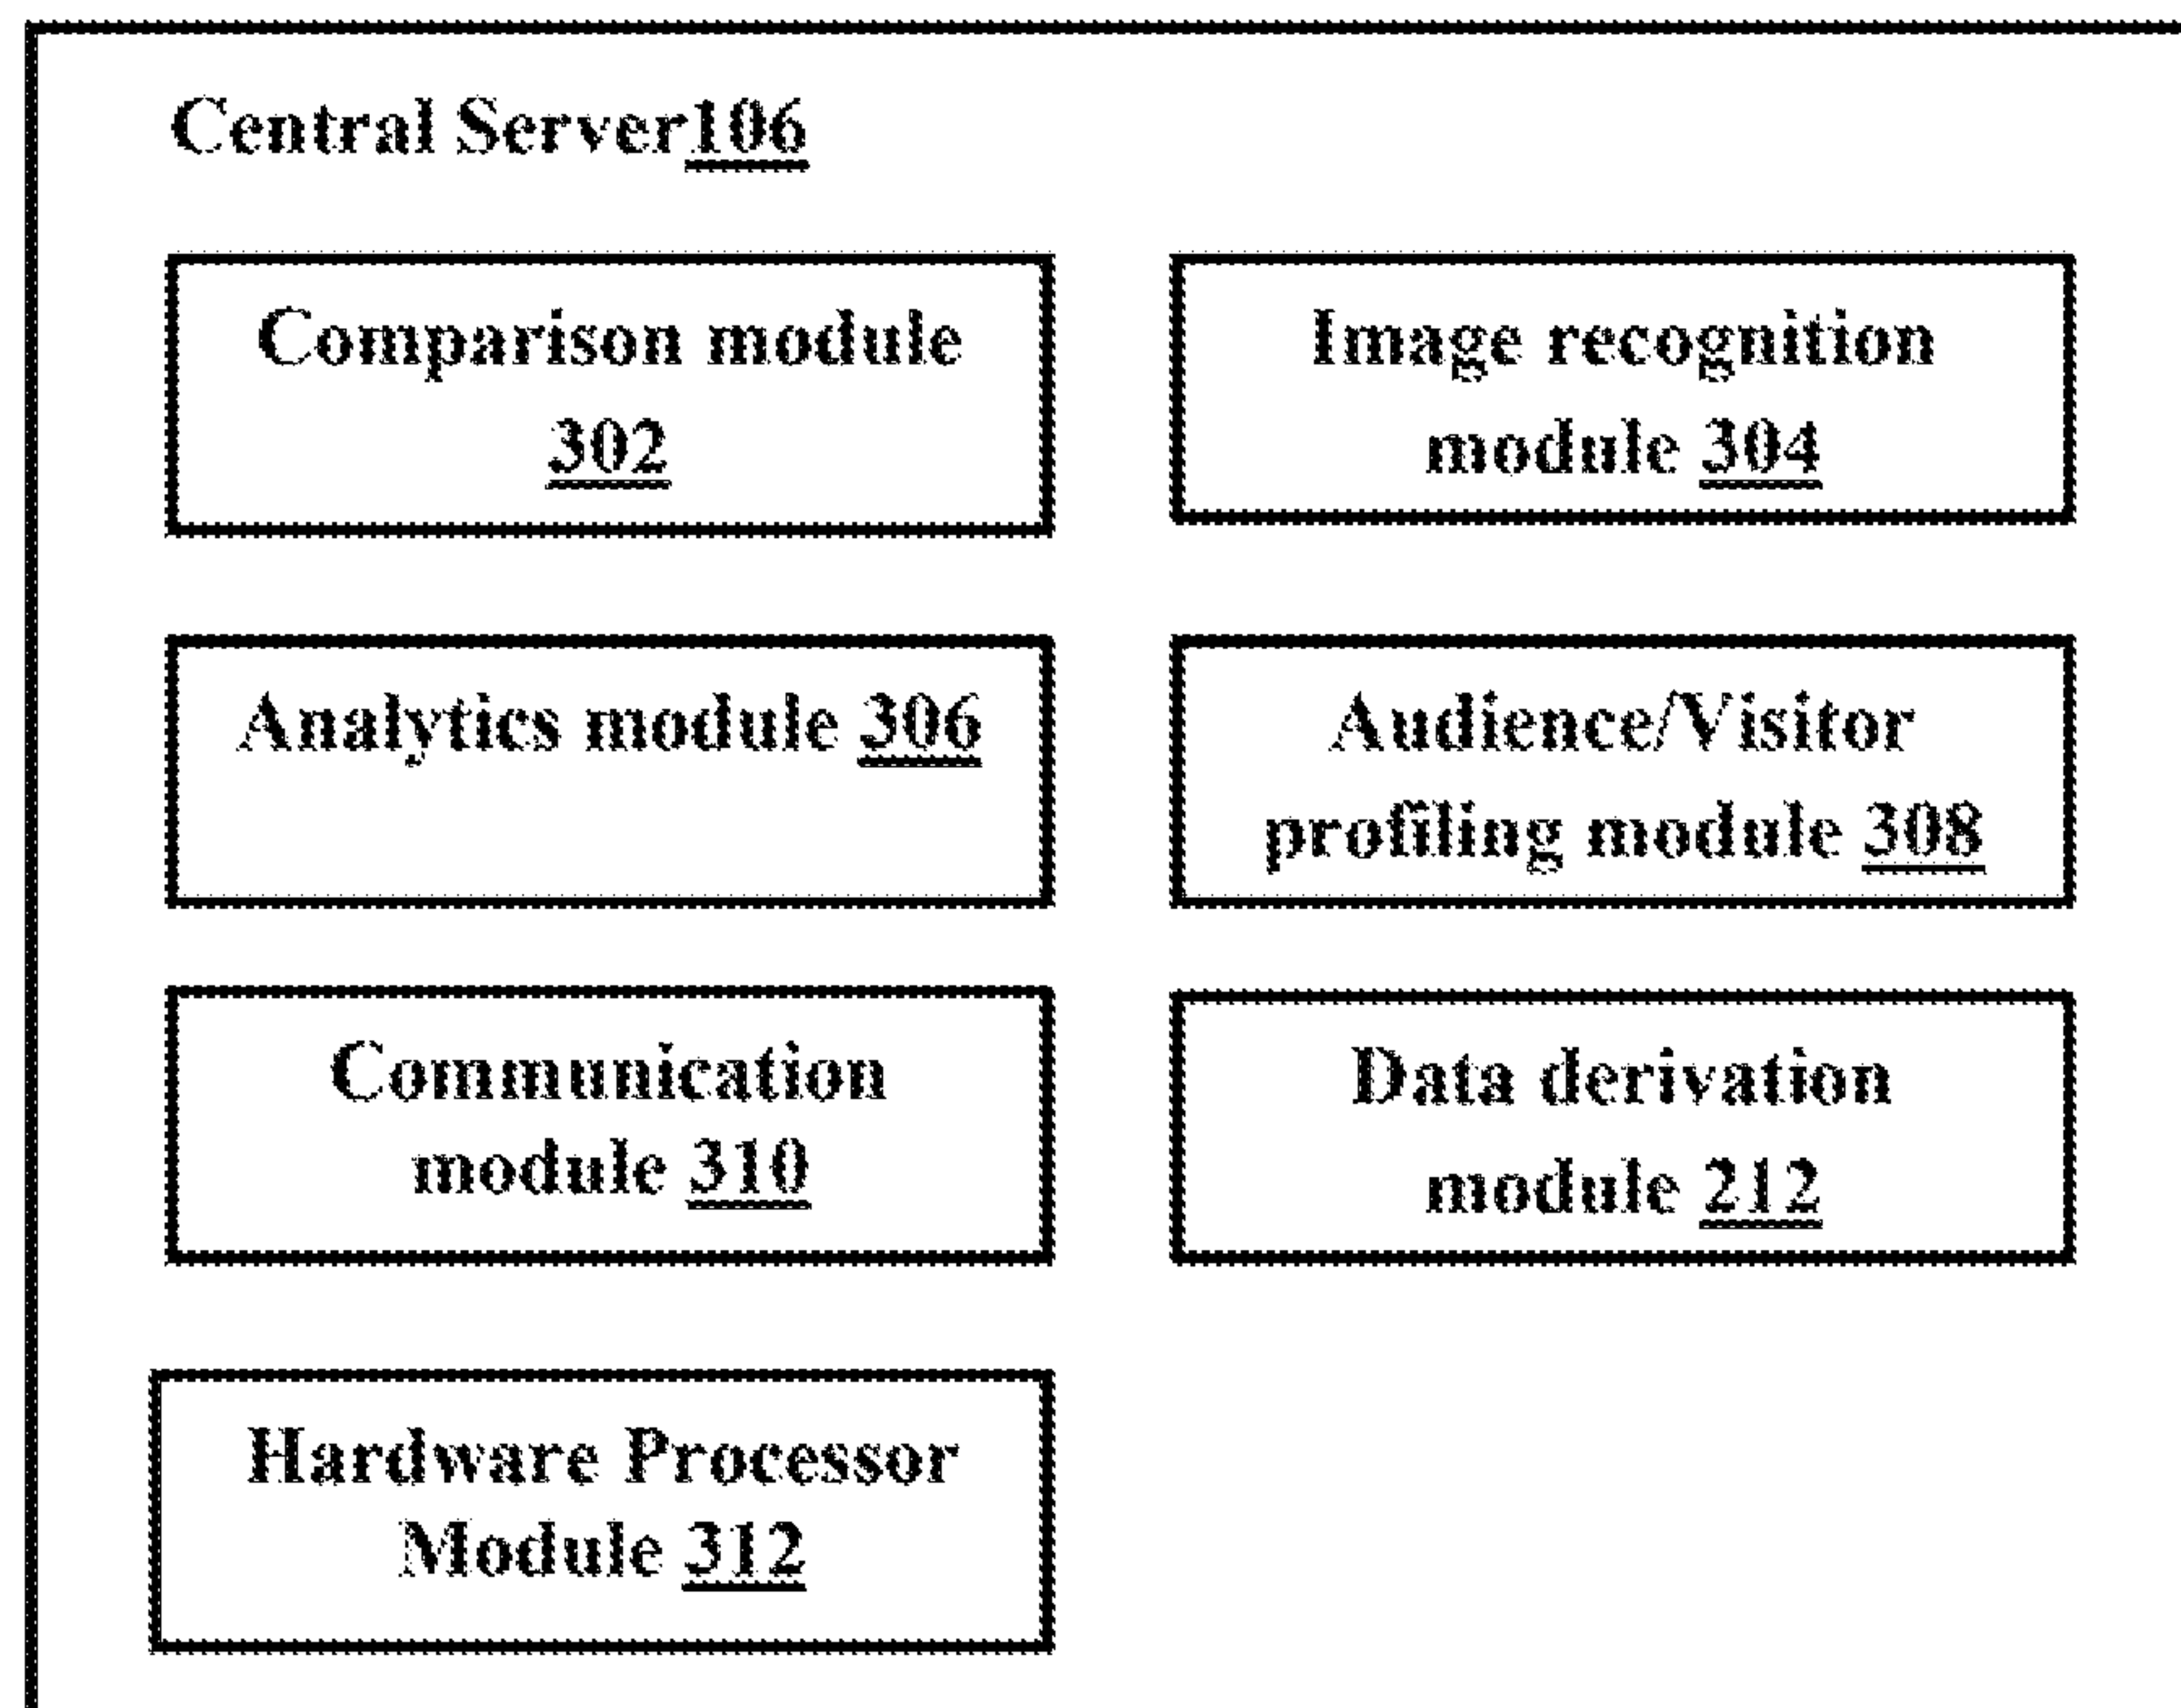 Central Server106
Comparison module
302
Image recognition
module 304
Analytics module 306
Audience/Visitor
profiling module 308
Communication
module 310
Data derivation
module 212
Hardware Processor
Module 312